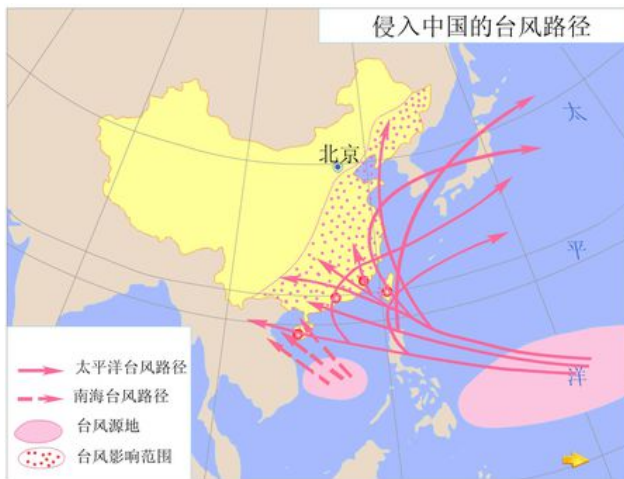 侵入中国的台风路径
太
北京
平
洋
太平洋台风路径
南海台风路径
台风源地
台风影响范围